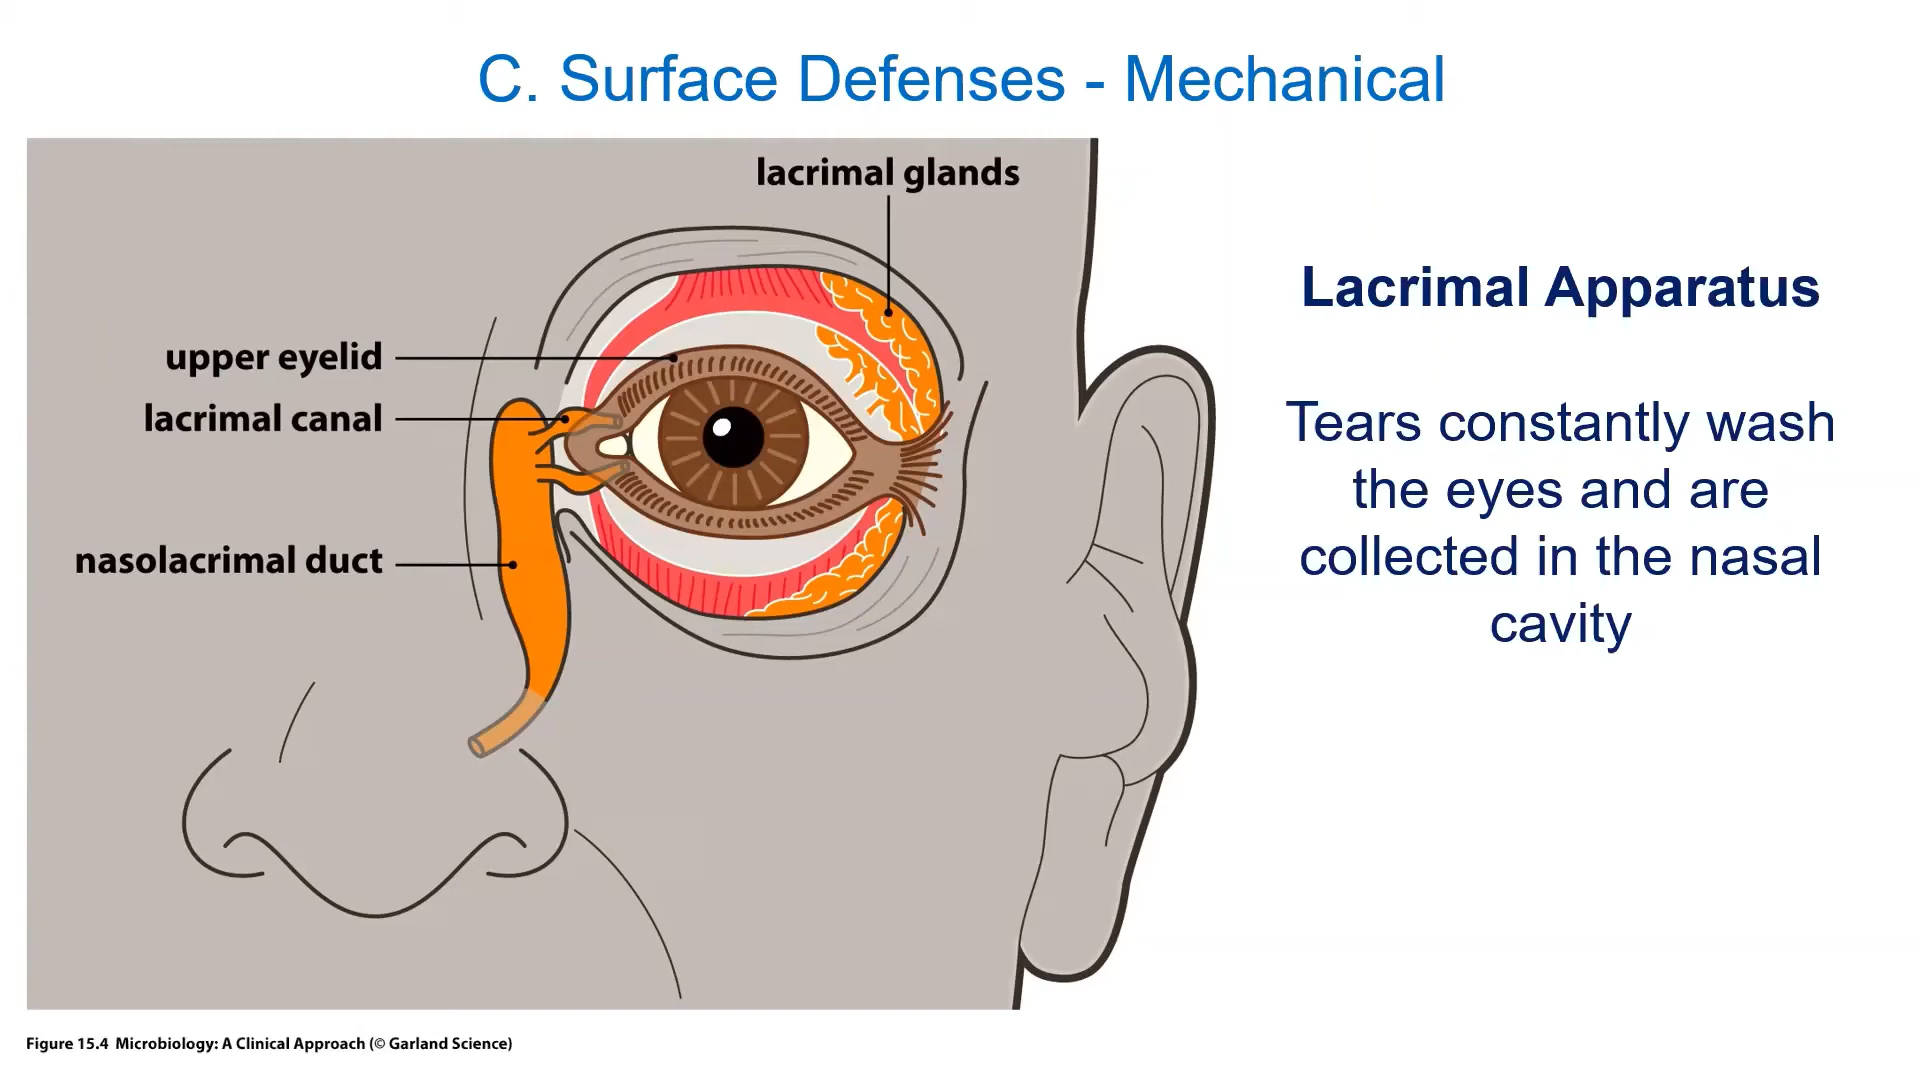 C. Surface Defenses - Mechanical
lacrimal glands
upper eyelid
lacrimal canal
nasolacrimal duct
Lacrimal Apparatus
Tears constantly wash
the eyes and are
collected in the nasal
cavity
Figure 15.4 Microbiology: A Clinical Approach (© Garland Science)